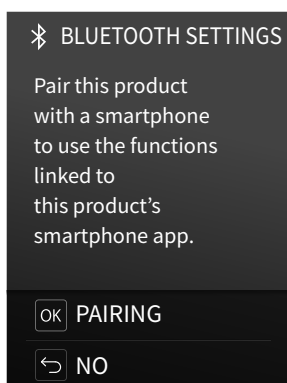 BLUETOOTH SETTINGS
Pair this product
with a smartphone
to use the functions
linked to
this product's
smartphone app.
OK PAIRING
NO